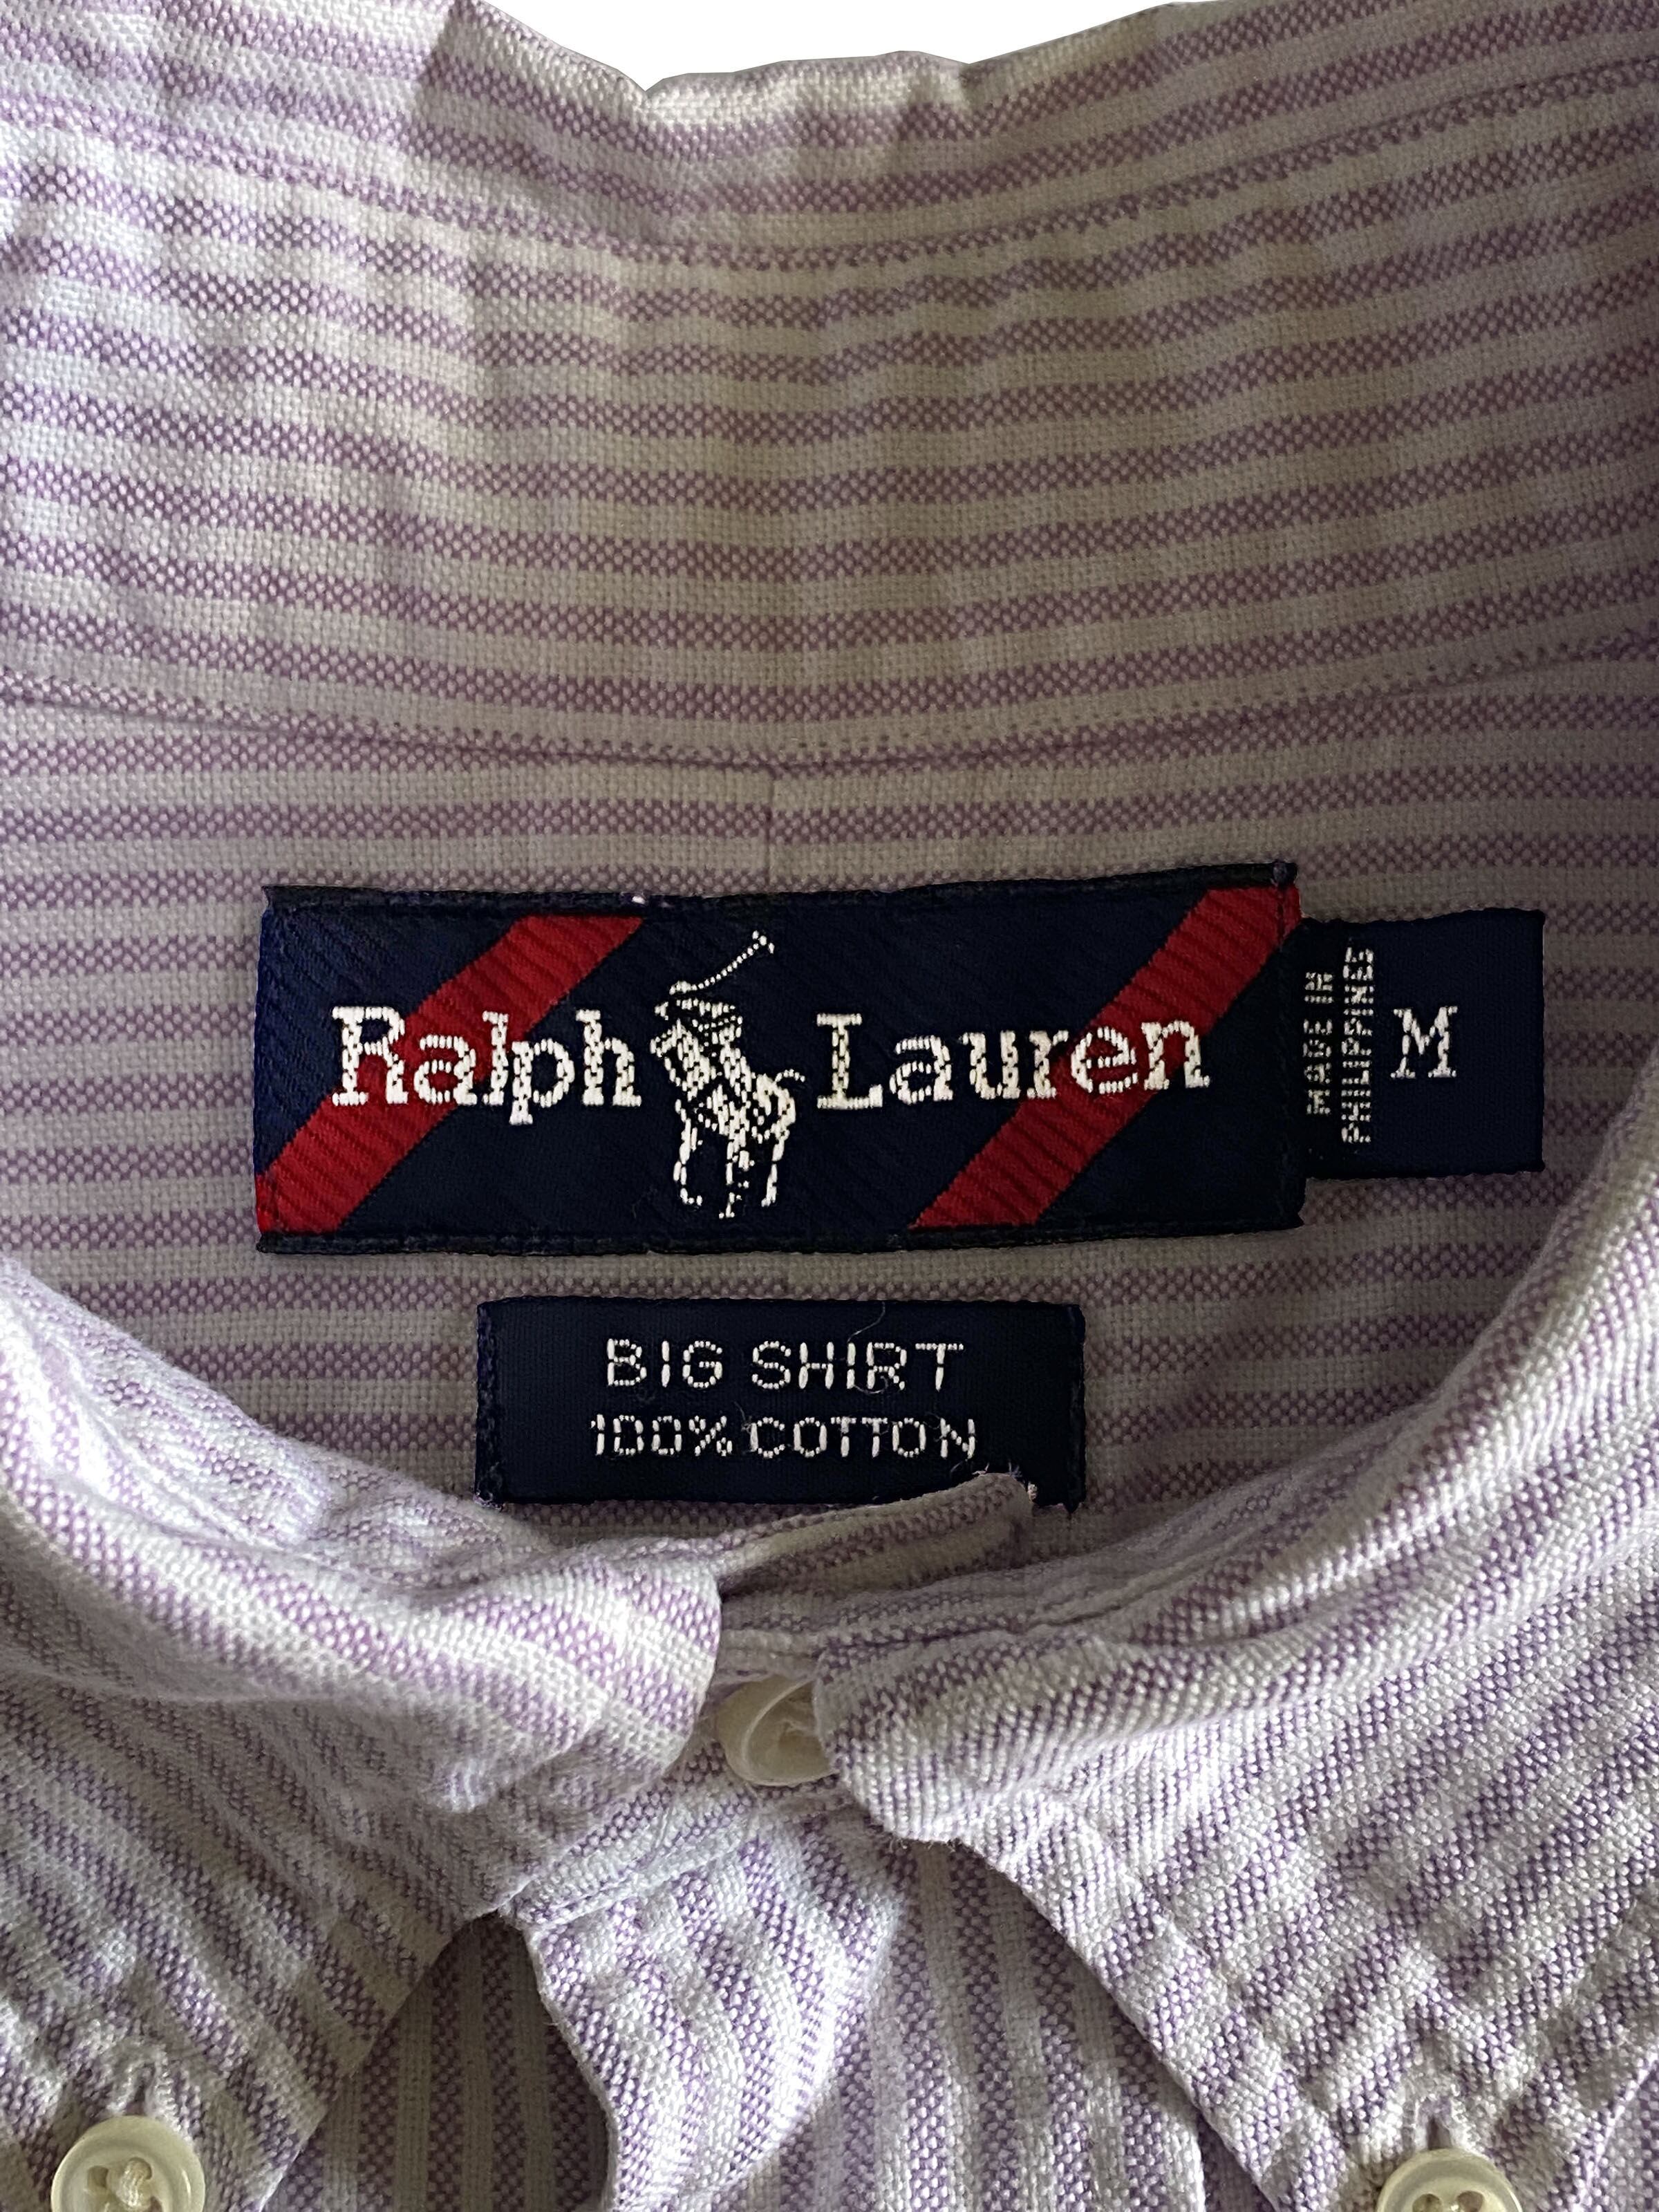 Ralph Lauren
MADE IN
PHILIPPINES
M
BIG SHIRT
100% COTTON